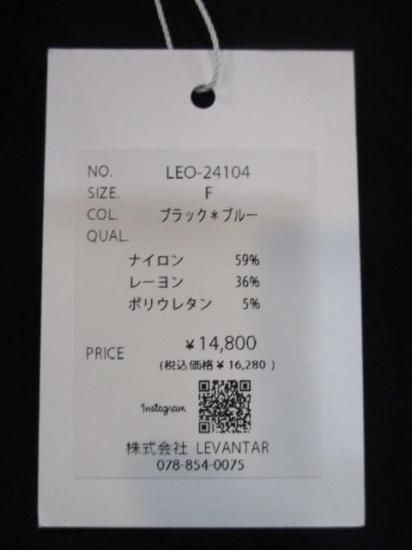 NO. LEO-24104
SIZE. F
COL. ブラック＊ブルー
QUAL.
ナイロン 59%
レーヨン 36%
ポリウレタン 5%
PRICE ¥14,800
(税込価格¥16,280 )
Instagram
株式会社 LEVANTAR
078-854-0075